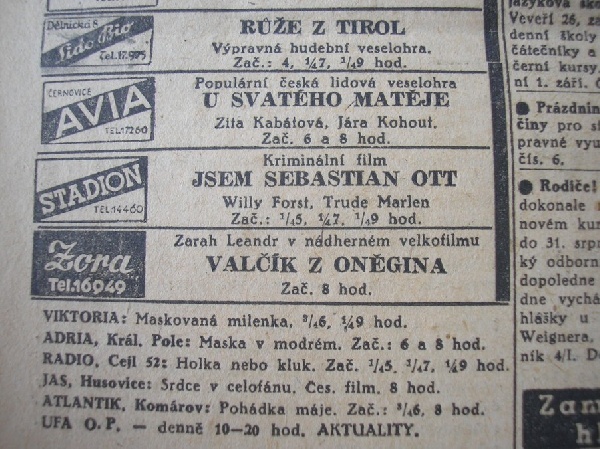 Dělnická 8
Lido Bio
Tel. 17.975
RŮŽE Z TIROL
Výpravná hudební veselohra.
Zač.: 4, ¼7, ¼9 hod.
ČERNOVICE
AVIA
TEL.17260
Populární česká lidová veselohra
U SVATÉHO MATĚJE
Zita Kabátová, Jára Kohout.
Zač. 6 a 8 hod.
STADION
TEL.14460
Kriminální film
JSEM SEBASTIAN OTT
Willy Forst, Trude Marlen
Zač.: ¼5, ¼7, ¼9 hod.
Zora
Tel.16949
Zarah Leandr v nádherném velkofilmu
VALČÍK Z ONĚGINA
Zač. 8 hod.
VIKTORIA: Maskovaná milenka, ¾6, ¼9 hod.
ADRIA, Král. Pole: Maska v modrém. Zač.: 6 a 8 hod.
RADIO, Cejl 52: Holka nebo kluk. Zač. ¼5, ¼7, ¼9 hod.
JAS, Husovice: Srdce v celofánu. Čes. film. 8 hod.
ATLANTIK, Komárov: Pohádka máje. Zač.: ¾6, 8 hod.
UFA O. P. — denně 10—20 hod. AKTUALITY.
jazyková
Veveří 26,
denní školy
čátečníky a
černí kursy.
ní 1. září.
● Prázdnin
činy pro
pravné vyu
čís. 6.
● Rodiče!
dokonale
novém kur
do 31. srp
ký odborn
dopoledne
dne vychá
hlášky u
Weignera,
ník 4/I.
Zam